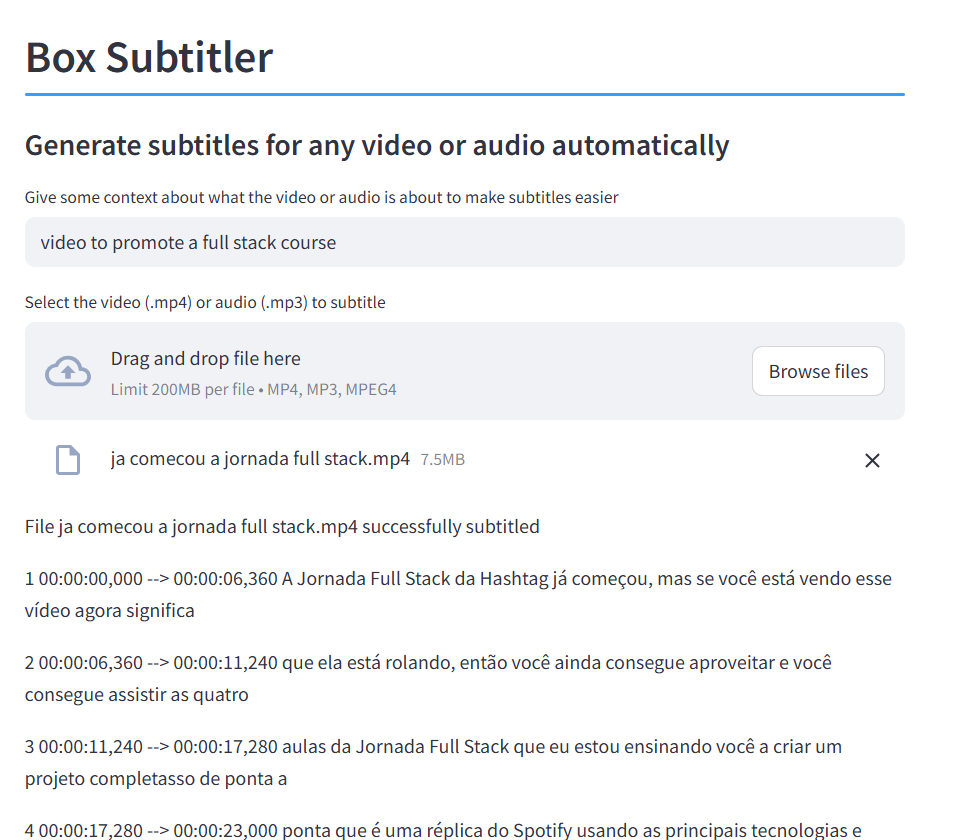 Box Subtitler
Generate subtitles for any video or audio automatically
Give some context about what the video or audio is about to make subtitles easier
video to promote a full stack course
Select the video (.mp4) or audio (.mp3) to subtitle
Drag and drop file here
Limit 200MB per file • MP4, MP3, MPEG4
Browse files
ja comecou a jornada full stack.mp4 7.5MB
File ja comecou a jornada full stack.mp4 successfully subtitled
1 00:00:00,000 --> 00:00:06,360 A Jornada Full Stack da Hashtag já começou, mas se você está vendo esse
vídeo agora significa
2 00:00:06,360 --> 00:00:11,240 que ela está rolando, então você ainda consegue aproveitar e você
consegue assistir as quatro
3 00:00:11,240 --> 00:00:17,280 aulas da Jornada Full Stack que eu estou ensinando você a criar um
projeto completasso de ponta a
4 00:00:17,280 --> 00:00:23,000 ponta que é uma réplica do Spotify usando as principais tecnologias e